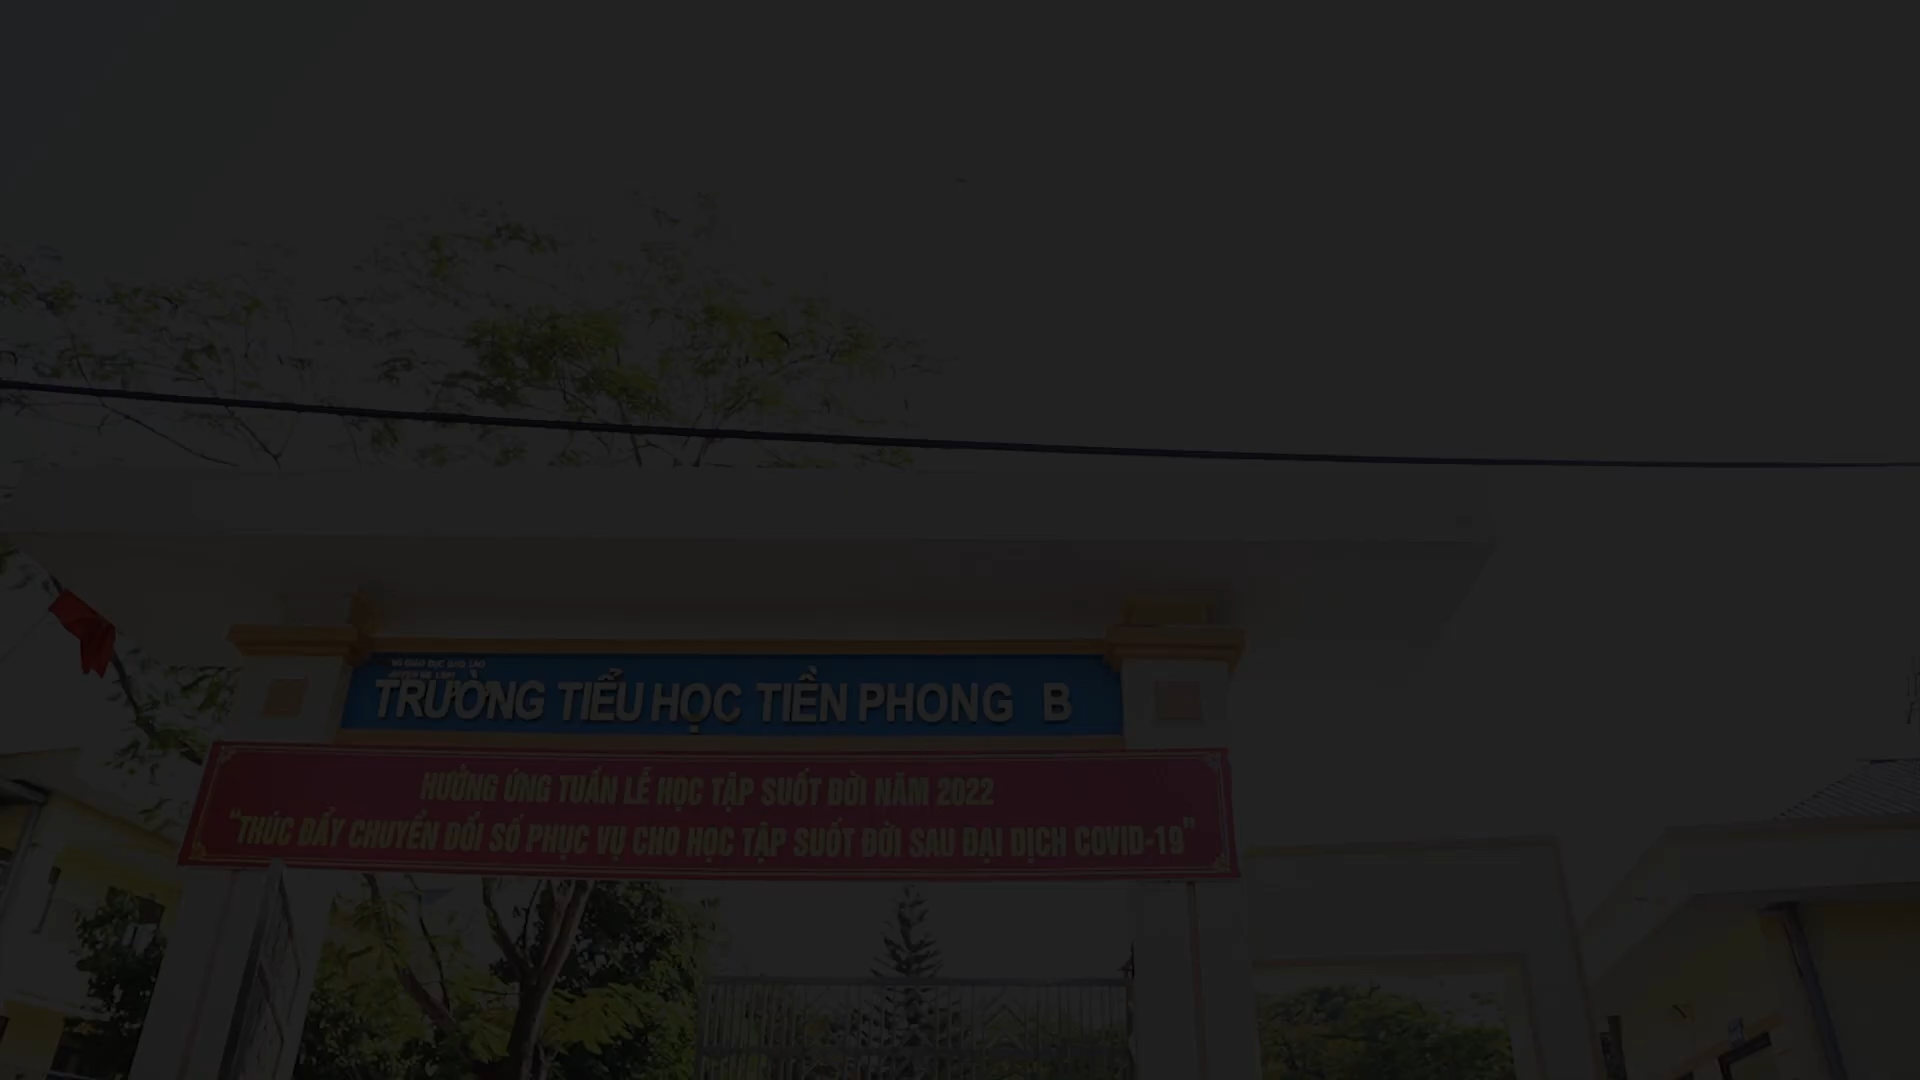 TRƯỜNG TIỂU HỌC TIỀN PHONG B
HƯỞNG ỨNG TUẦN LỄ HỌC TẬP SUỐT ĐỜI NĂM 2022
"THÚC ĐẨY CHUYỂN ĐỔI SỐ PHỤC VỤ CHO HỌC TẬP SUỐT ĐỜI SAU ĐẠI DỊCH COVID-19"